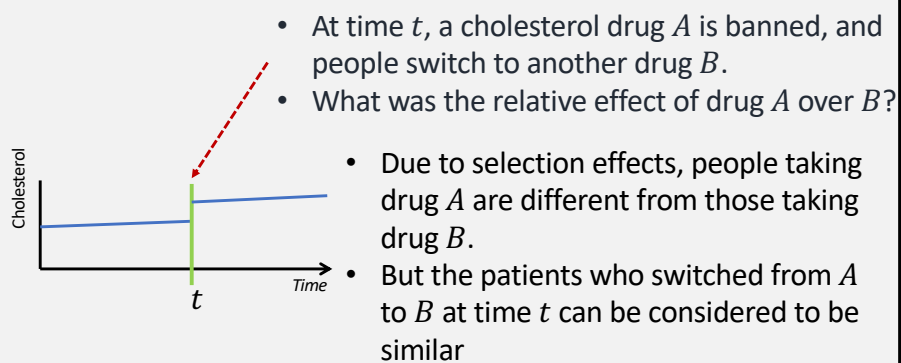 • At time t, a cholesterol drug A is banned, and
people switch to another drug B.
• What was the relative effect of drug A over B?
• Due to selection effects, people taking
drug A are different from those taking
drug B.
• But the patients who switched from A
to B at time t can be considered to be
similar
Cholesterol
Time
t